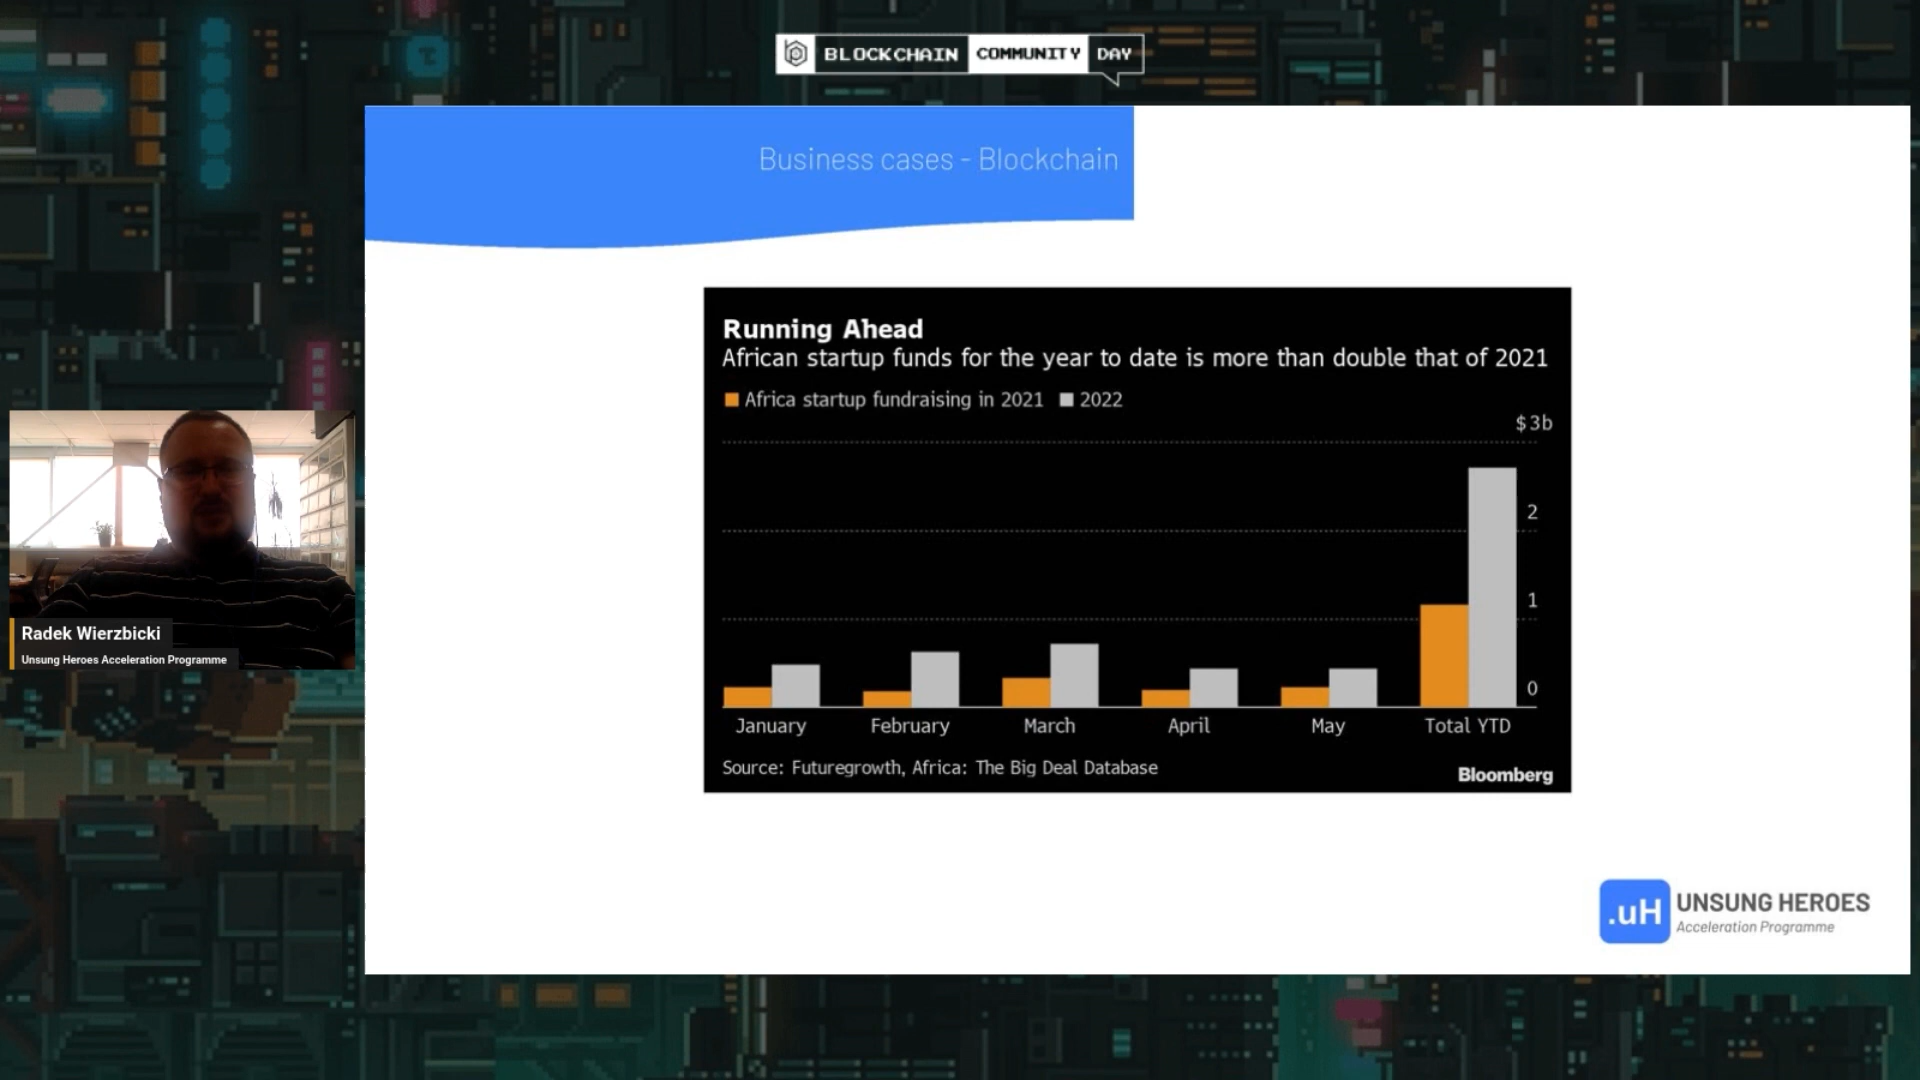 BLOCKCHAIN COMMUNITY DAY
Business cases - Blockchain
Running Ahead
African startup funds for the year to date is more than double that of 2021
Africa startup fundraising in 2021 2022
$3b
2
1
0
January February March April May Total YTD
Source: Futuregrowth, Africa: The Big Deal Database
Bloomberg
Radek Wierzbicki
Unsung Heroes Acceleration Programme
.uH UNSUNG HEROES
Acceleration Programme